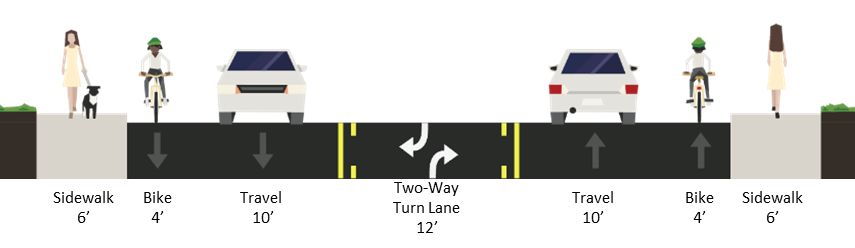 Sidewalk
6’
Bike
4’
Travel
10’
Two-Way
Turn Lane
12’
Travel
10’
Bike
4’
Sidewalk
6’